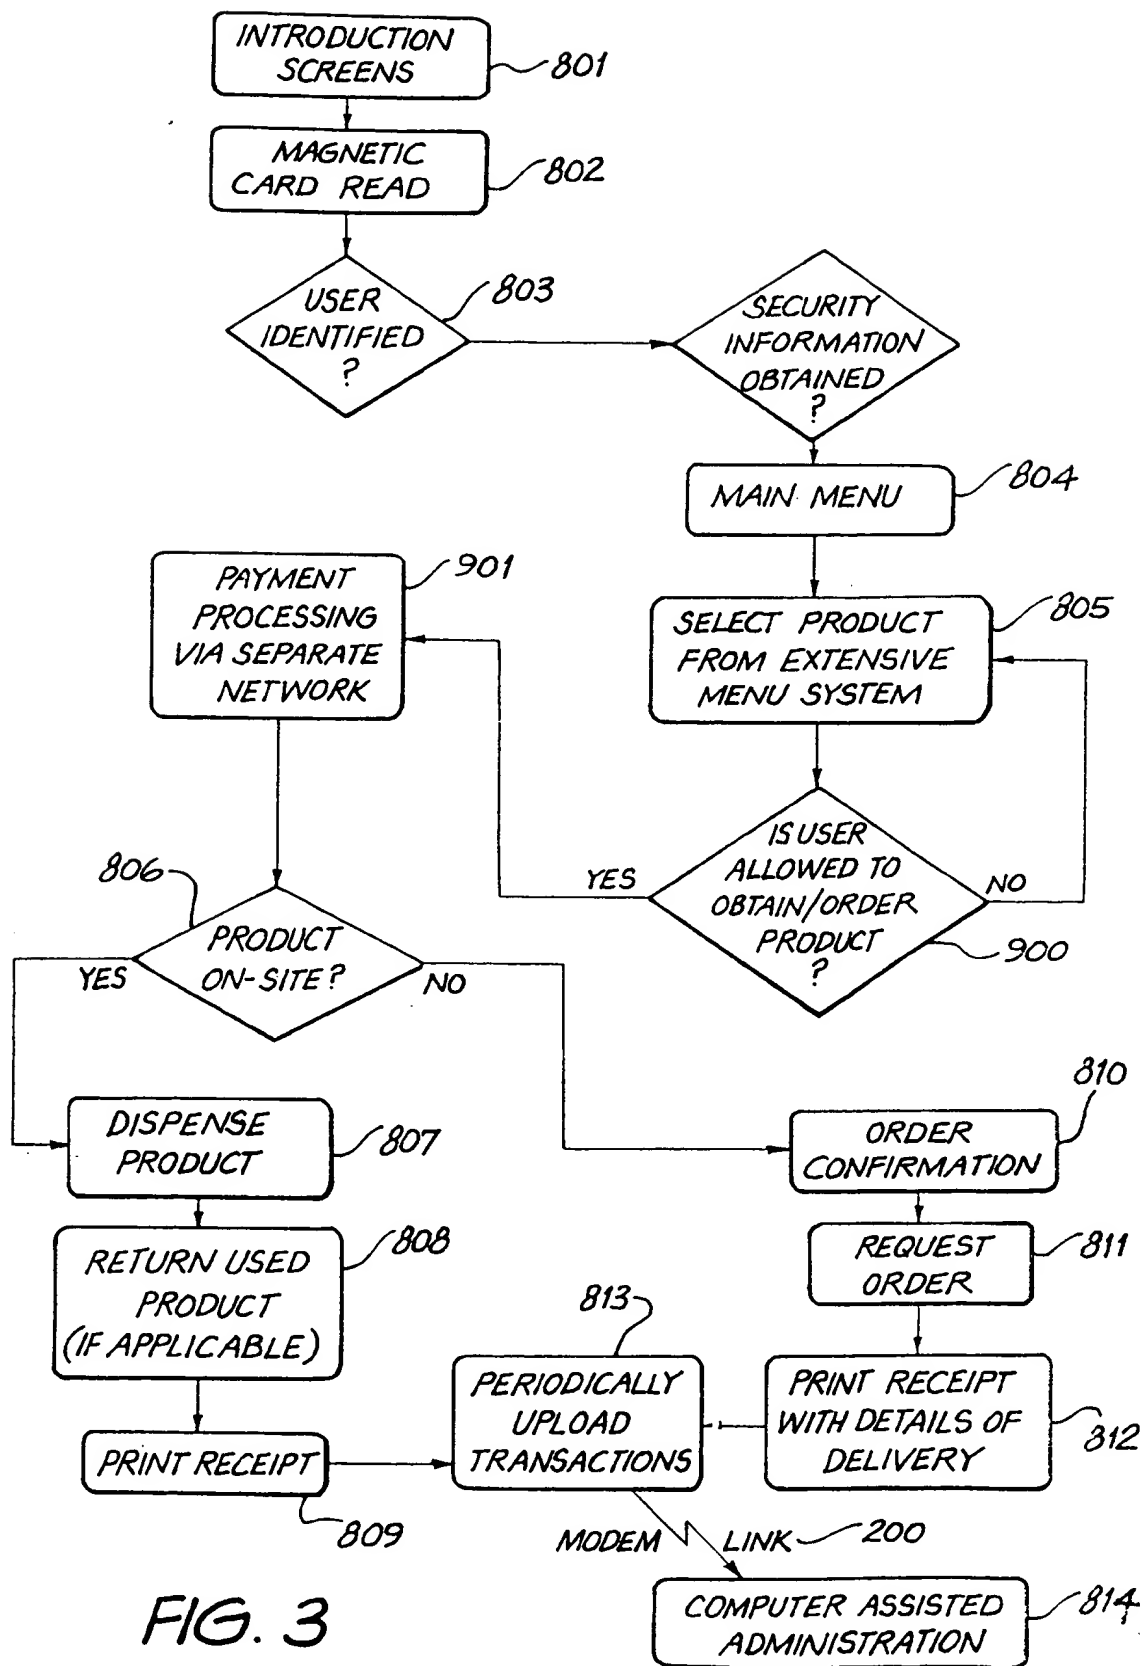 INTRODUCTION
SCREENS
801
MAGNETIC
CARD READ
802
USER
IDENTIFIED
?
803
SECURITY
INFORMATION
OBTAINED
?
MAIN MENU
804
SELECT PRODUCT
FROM EXTENSIVE
MENU SYSTEM
805
IS USER
ALLOWED TO
OBTAIN/ORDER
PRODUCT
?
900
YES
NO
PAYMENT
PROCESSING
VIA SEPARATE
NETWORK
901
PRODUCT
ON-SITE?
806
YES
NO
DISPENSE
PRODUCT
807
RETURN USED
PRODUCT
(IF APPLICABLE)
808
PRINT RECEIPT
809
ORDER
CONFIRMATION
810
REQUEST
ORDER
811
PRINT RECEIPT
WITH DETAILS OF
DELIVERY
812
PERIODICALLY
UPLOAD
TRANSACTIONS
813
MODEM LINK 200
COMPUTER ASSISTED
ADMINISTRATION
814
FIG. 3